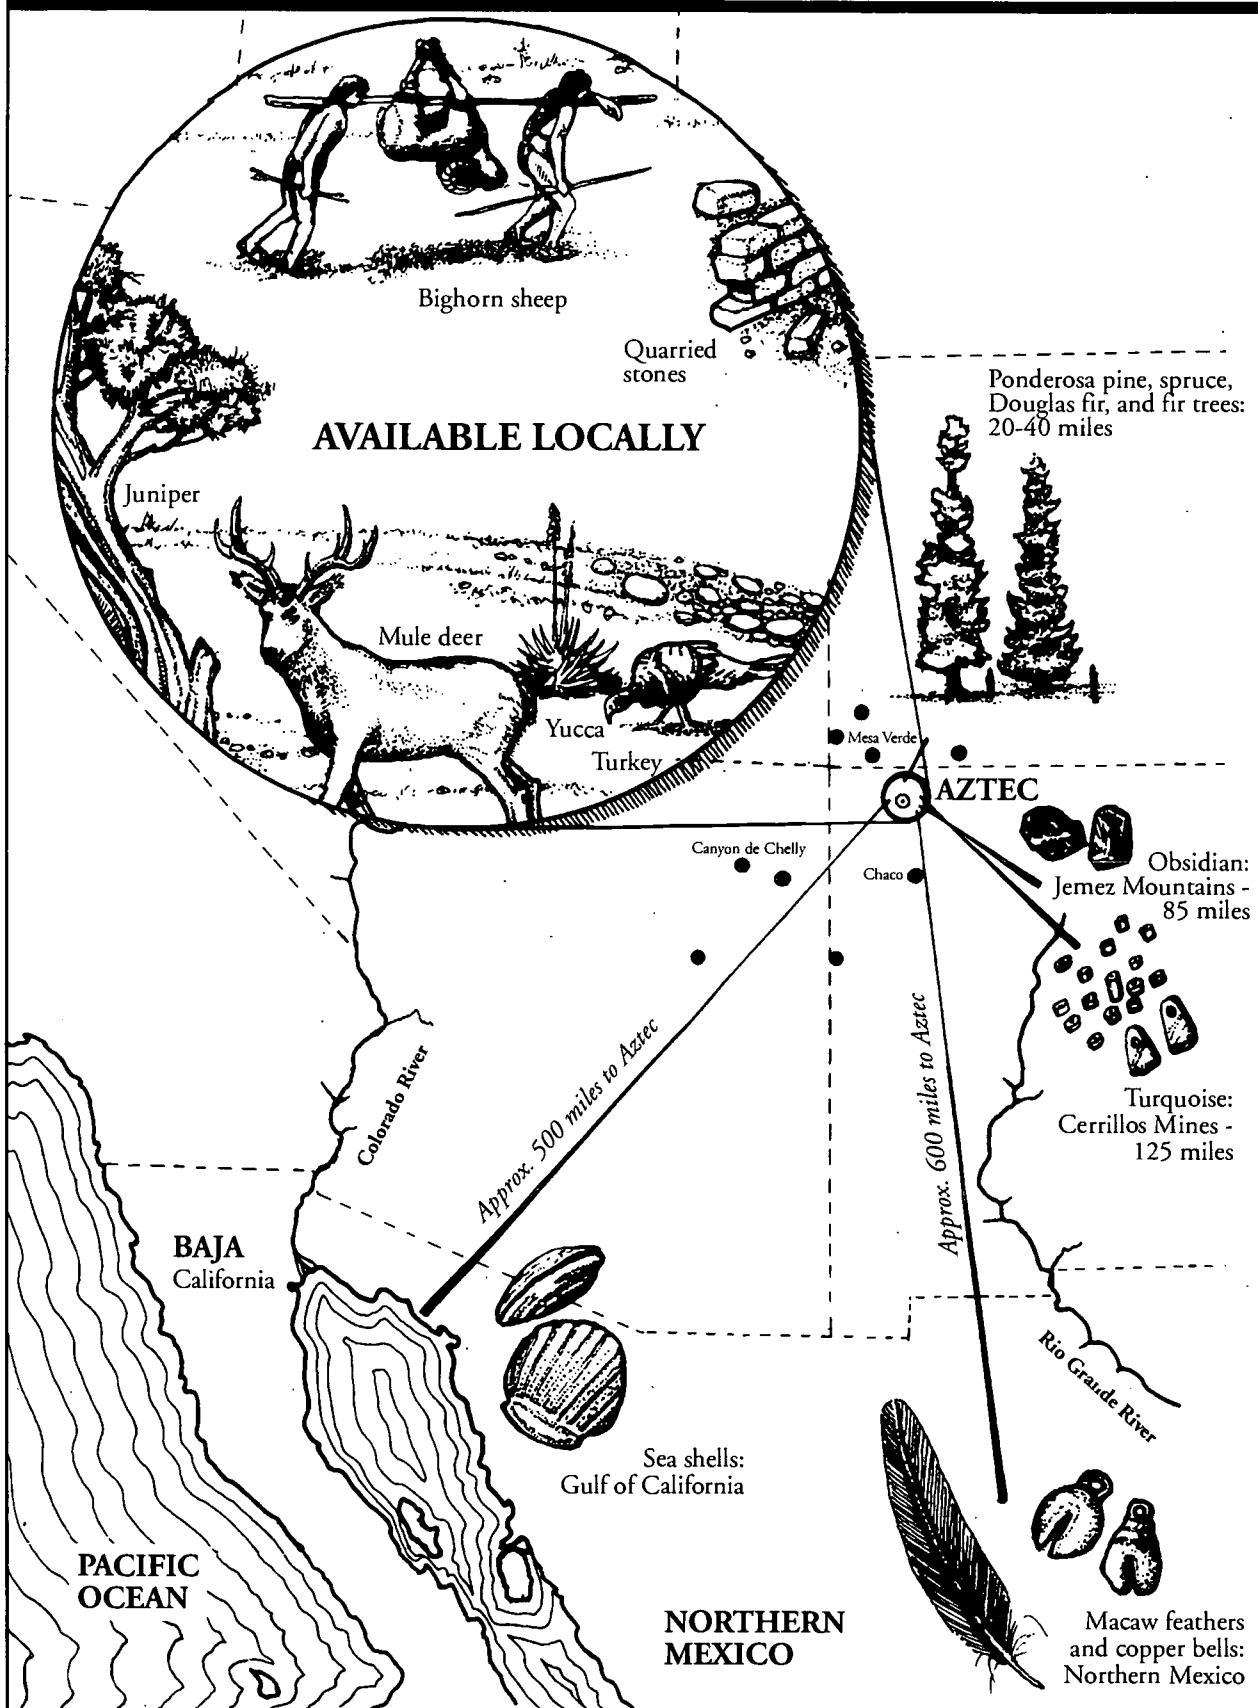 Bighorn sheep
Quarried
stones
AVAILABLE LOCALLY
Juniper
Mule deer
Yucca
Turkey
Ponderosa pine, spruce,
Douglas fir, and fir trees:
20-40 miles
Mesa Verde
AZTEC
Canyon de Chelly
Chaco
Obsidian:
Jemez Mountains -
85 miles
Turquoise:
Cerrillos Mines -
125 miles
Colorado River
Approx. 500 miles to Aztec
Approx. 600 miles to Aztec
BAJA
California
Rio Grande River
Sea shells:
Gulf of California
PACIFIC
OCEAN
NORTHERN
MEXICO
Macaw feathers
and copper bells:
Northern Mexico